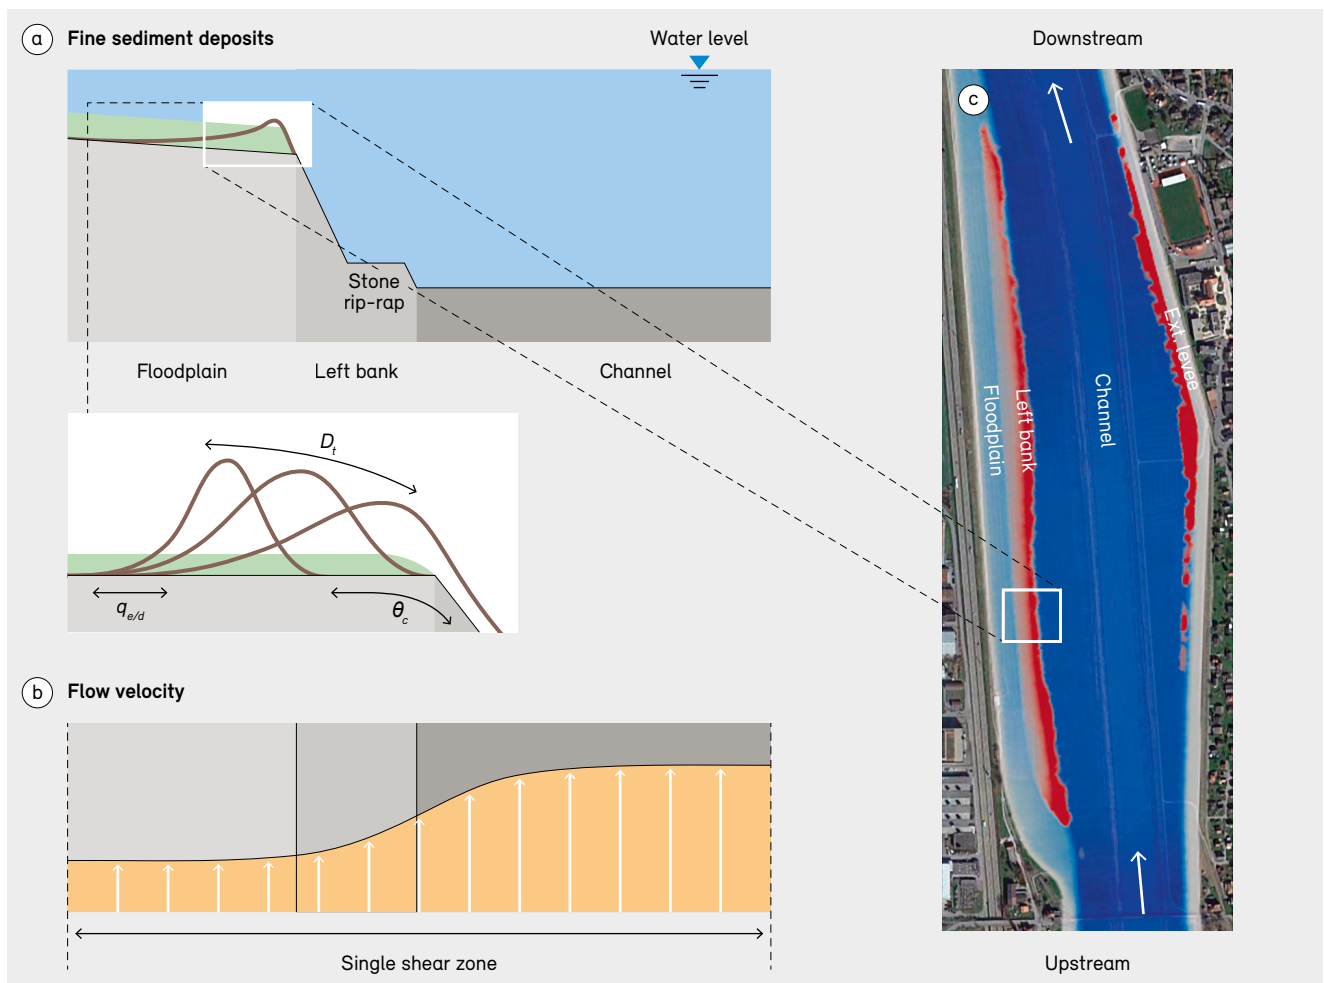 a Fine sediment deposits
Water level
Stone
rip-rap
Floodplain
Left bank
Channel
Dt
qe/d
θc
b Flow velocity
Single shear zone
Downstream
c
Ext. levee
Floodplain
Left bank
Channel
Upstream